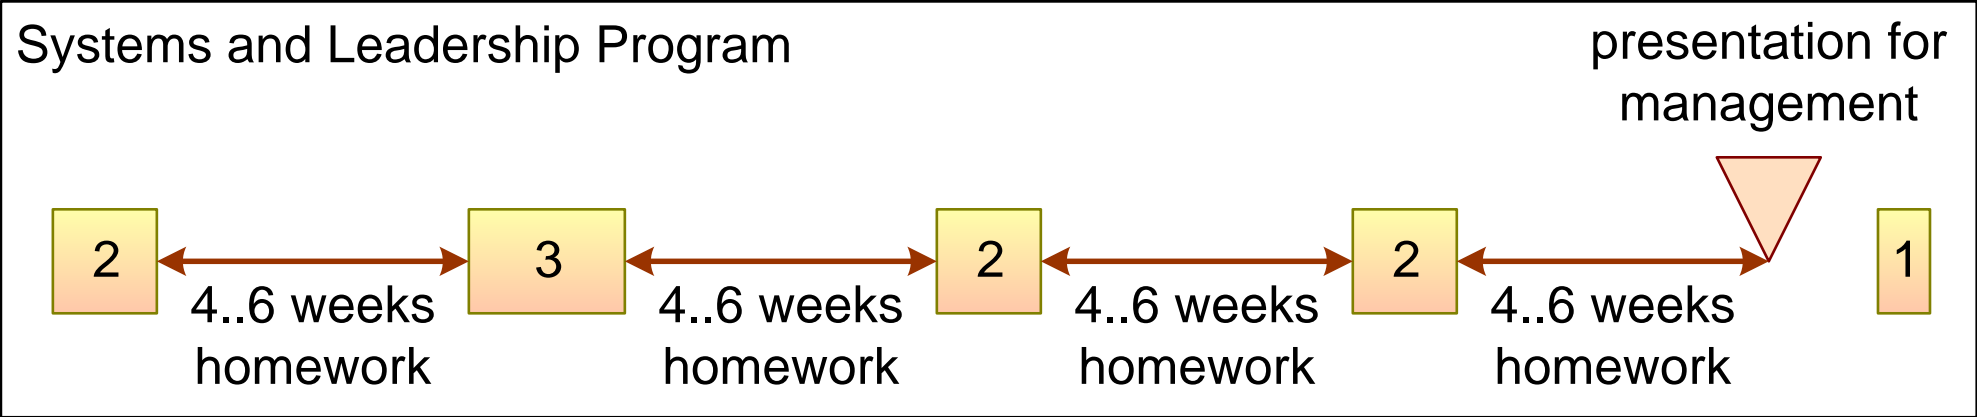 Systems and Leadership Program
presentation for
management
2
3
2
2
1
4..6 weeks
homework
4..6 weeks
homework
4..6 weeks
homework
4..6 weeks
homework